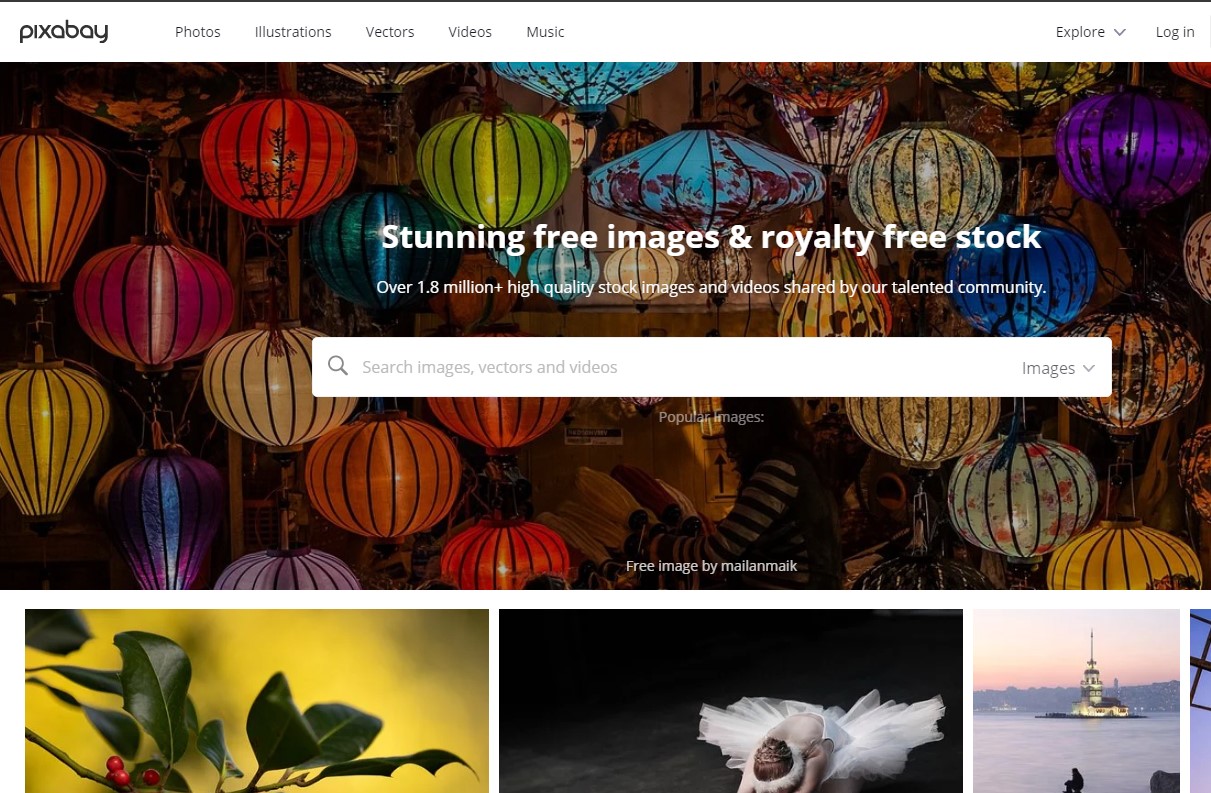 pixabay
Photos Illustrations Vectors Videos Music Explore Log in
Stunning free images & royalty free stock
Over 1.8 million+ high quality stock images and videos shared by our talented community.
Search images, vectors and videos Images
Popular Images:
Free image by mailanmaik